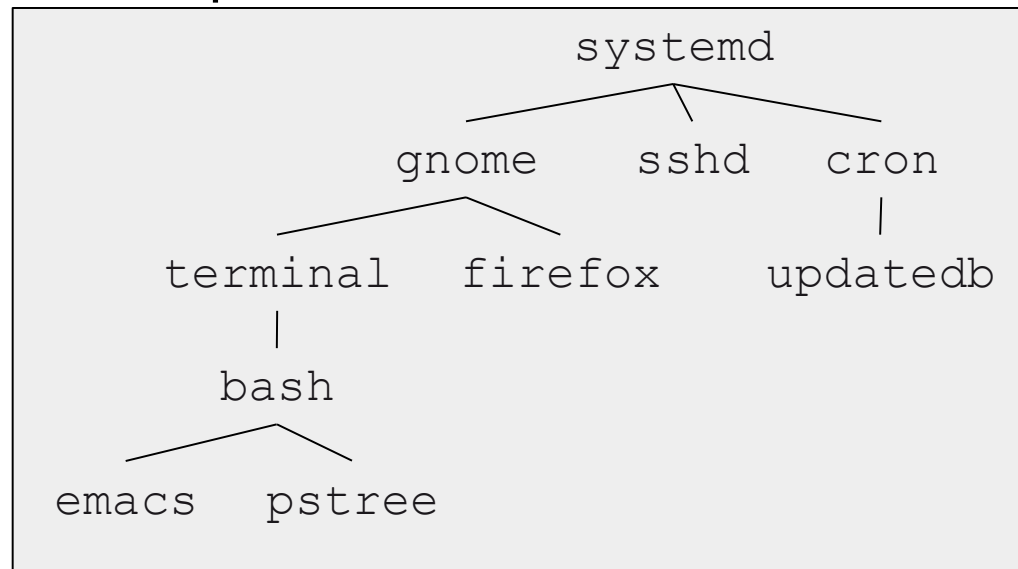 systemd
gnome sshd cron
terminal firefox updatedb
bash
emacs pstree